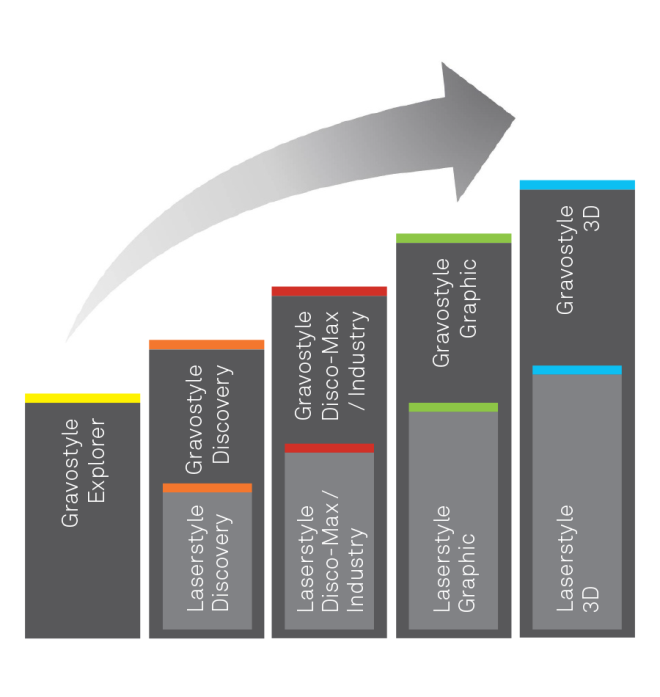 Gravostyle
Explorer
Gravostyle
Discovery
Laserstyle
Discovery
Gravostyle
Disco-Max
/ Industry
Laserstyle
Disco-Max /
Industry
Gravostyle
Graphic
Laserstyle
Graphic
Gravostyle
3D
Laserstyle
3D